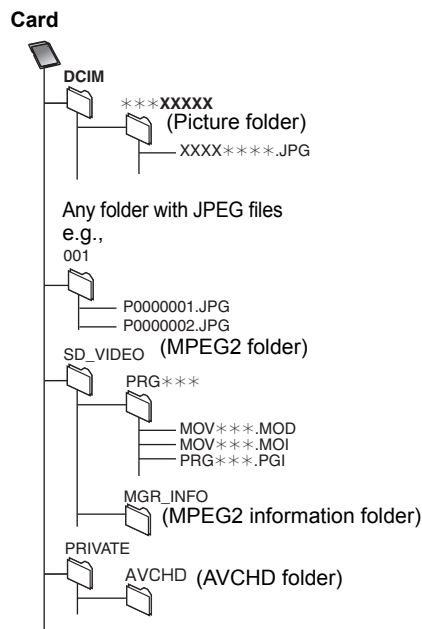 Card
DCIM
∗∗∗XXXXX
(Picture folder)
XXXX∗∗∗∗.JPG
Any folder with JPEG files
e.g.,
001
P0000001.JPG
P0000002.JPG
(MPEG2 folder)
SD_VIDEO
PRG∗∗∗
MOV∗∗∗.MOD
MOV∗∗∗.MOI
PRG∗∗∗.PGI
MGR_INFO
(MPEG2 information folder)
PRIVATE
AVCHD (AVCHD folder)